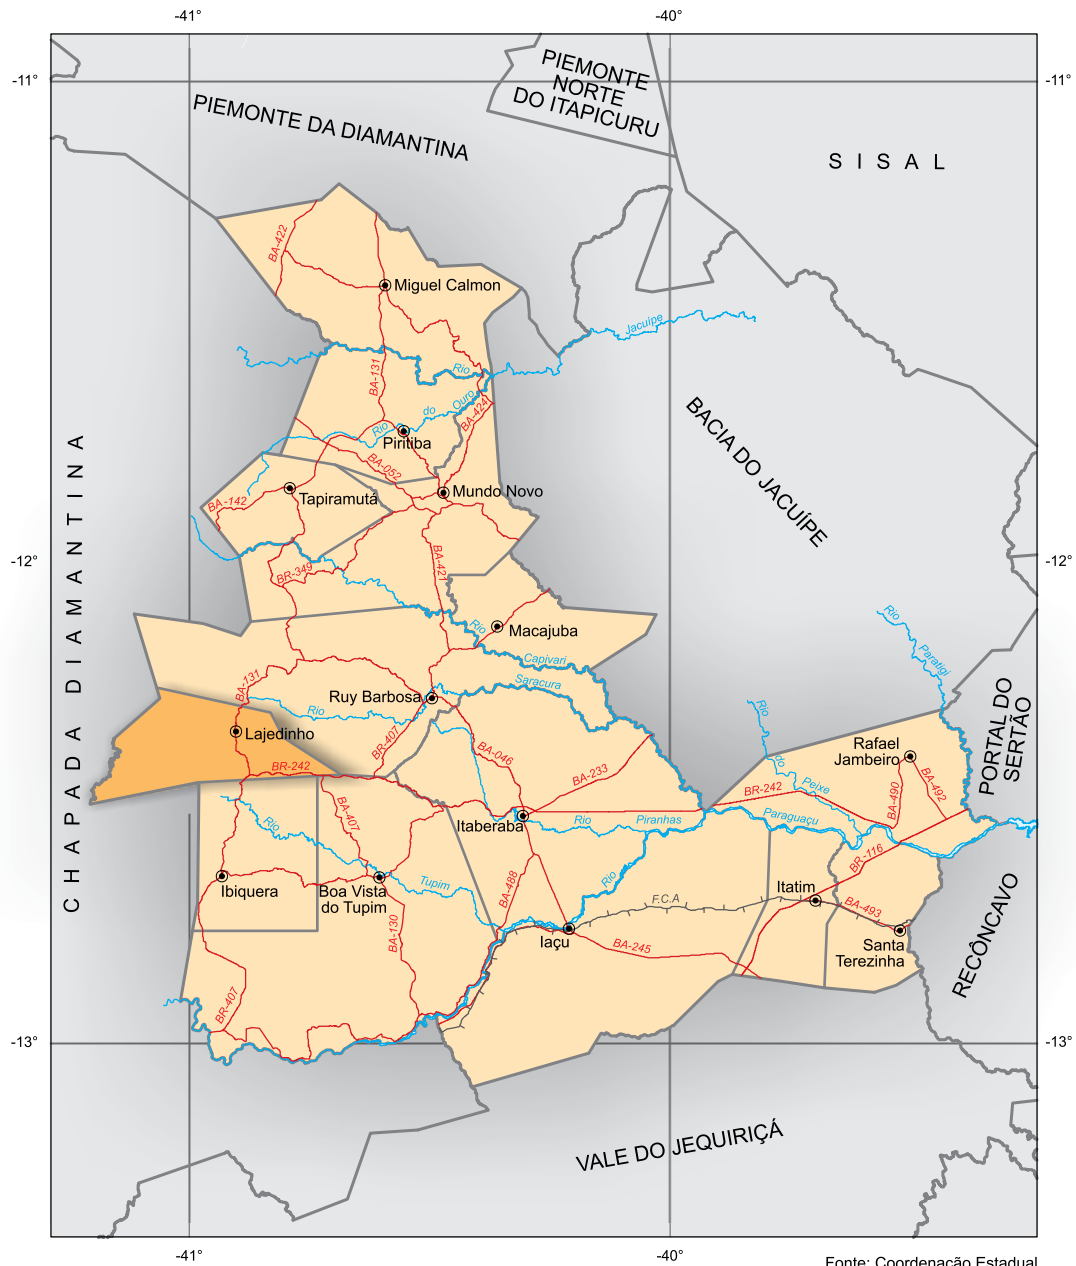 -41°
-40°
-11°
-11°
PIEMONTE
NORTE
DO ITAPICURU
PIEMONTE DA DIAMANTINA
SISAL
BA-422
Miguel Calmon
Jacuípe
Rio
BA-131
Ouro
do
Rio
BA-424
Piritiba
BA-052
BACIA DO JACUÍPE
CHAPADA DIAMANTINA
Mundo Novo
Tapiramutá
BA-142
-12°
-12°
BA-421
BR-349
Rio
Macajuba
Rio
Paratigi
Capivari
Saracura
BA-131
Ruy Barbosa
Rio
Lajedinho
BR-407
BR-242
BA-046
BA-233
Rio
do
Peixe
Rafael
Jambeiro
PORTAL DO
SERTÃO
BR-242
BA-490
BA-492
Itaberaba
Rio
Piranhas
Paraguaçu
BA-407
Rio
BR-116
Ibiquera
Boa Vista
do Tupim
Tupim
BA-488
Rio
F.C.A
Itatim
BA-493
RECÔNCAVO
BA-130
Iaçu
BA-245
Santa
Terezinha
BR-407
-13°
-13°
VALE DO JEQUIRIÇÁ
-41°
-40°
Fonte: Coordenação Estadual